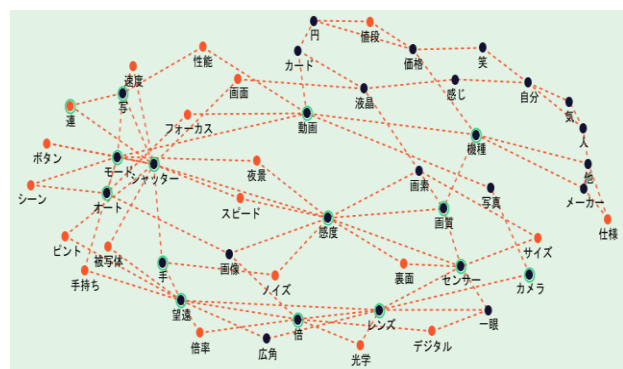 円
値段
性能
カード
価格
笑
速度
写
画面
液晶
感じ
自分
連
フォーカス
動画
気
機種
人
ボタン
モード
シャッター
夜景
画素
写真
他
メーカー
シーン
オート
スピード
感度
画質
仕様
ピント
被写体
手
画像
ノイズ
裏面
センサー
サイズ
カメラ
手持ち
望遠
倍
レンズ
一眼
倍率
広角
光学
デジタル